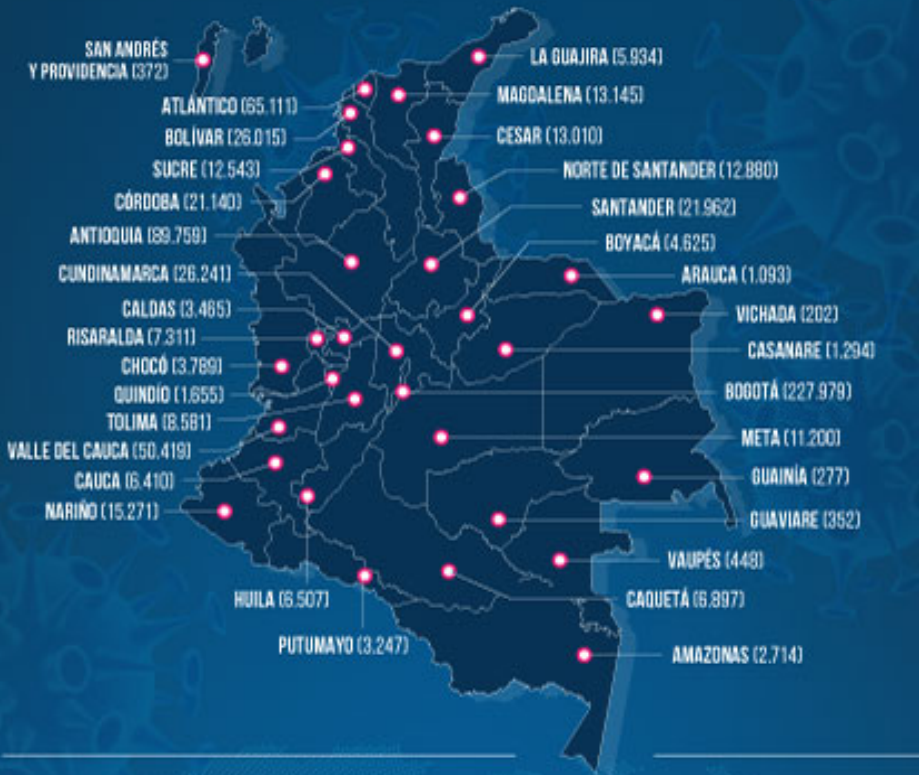 SAN ANDRÉS
Y PROVIDENCIA (372)
ATLÁNTICO (65.111)
BOLÍVAR (26.015)
SUCRE (12.543)
CÓRDOBA (21.140)
ANTIOQUIA (89.759)
CUNDINAMARCA (26.241)
CALDAS (3.465)
RISARALDA (7.311)
CHOCÓ (3.789)
QUINDÍO (1.655)
TOLIMA (8.581)
VALLE DEL CAUCA (50.419)
CAUCA (6.410)
NARIÑO (15.271)
HUILA (6.507)
PUTUMAYO (3.247)
LA GUAJIRA (5.934)
MAGDALENA (13.145)
CESAR (13.010)
NORTE DE SANTANDER (12.880)
SANTANDER (21.962)
BOYACÁ (4.625)
ARAUCA (1.093)
VICHADA (202)
CASANARE (1.294)
BOGOTÁ (227.979)
META (11.200)
GUAINÍA (277)
GUAVIARE (352)
VAUPÉS (448)
CAQUETÁ (6.897)
AMAZONAS (2.714)